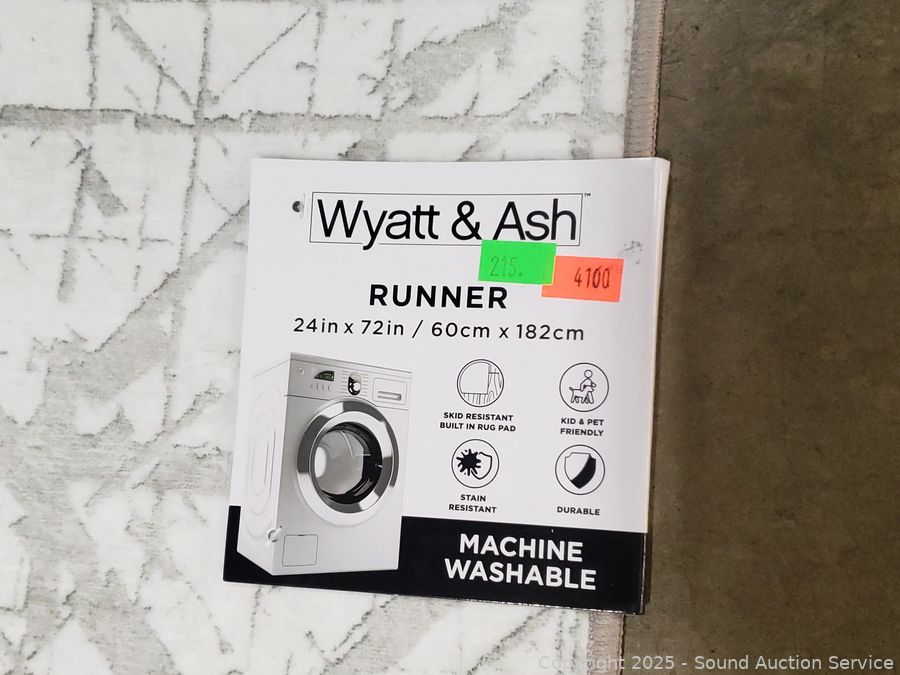 Wyatt & Ash™
215.
4100
RUNNER
24in x 72in / 60cm x 182cm
SKID RESISTANT
BUILT IN RUG PAD
KID & PET
FRIENDLY
STAIN
RESISTANT
DURABLE
MACHINE
WASHABLE
Copyright 2025 - Sound Auction Service